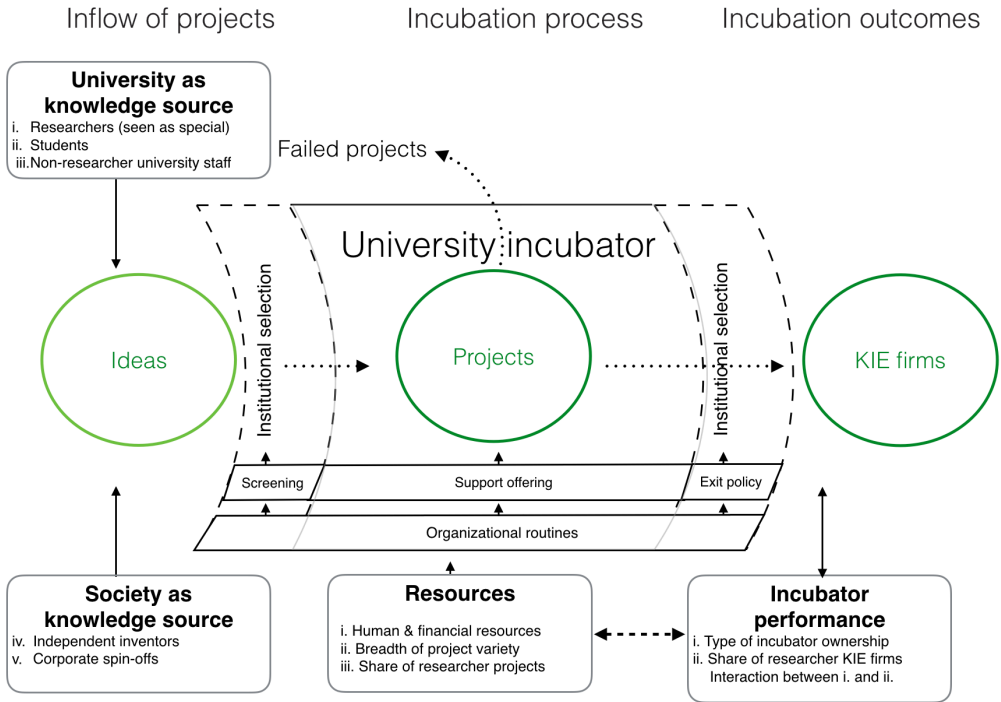 Inflow of projects
Incubation process
Incubation outcomes
University as
knowledge source
i. Researchers (seen as special)
ii. Students
iii.Non-researcher university staff
Failed projects
University incubator
Ideas
Institutional selection
Projects
Institutional selection
KIE firms
Screening
Support offering
Exit policy
Organizational routines
Society as
knowledge source
iv. Independent inventors
v. Corporate spin-offs
Resources
i. Human & financial resources
ii. Breadth of project variety
iii. Share of researcher projects
Incubator
performance
i. Type of incubator ownership
ii. Share of researcher KIE firms
Interaction between i. and ii.